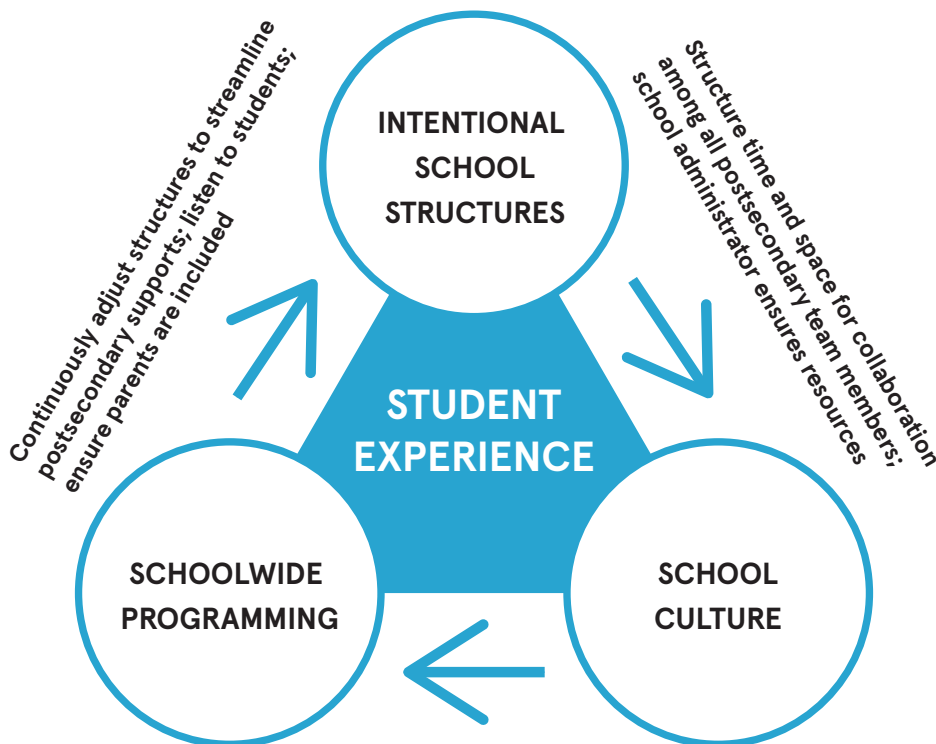 Continuously adjust structures to streamline
postsecondary supports; listen to students;
ensure parents are included
INTENTIONAL
SCHOOL
STRUCTURES
Structure time and space for collaboration
among all postsecondary team members;
school administrator ensures resources
STUDENT
EXPERIENCE
SCHOOLWIDE
PROGRAMMING
SCHOOL
CULTURE